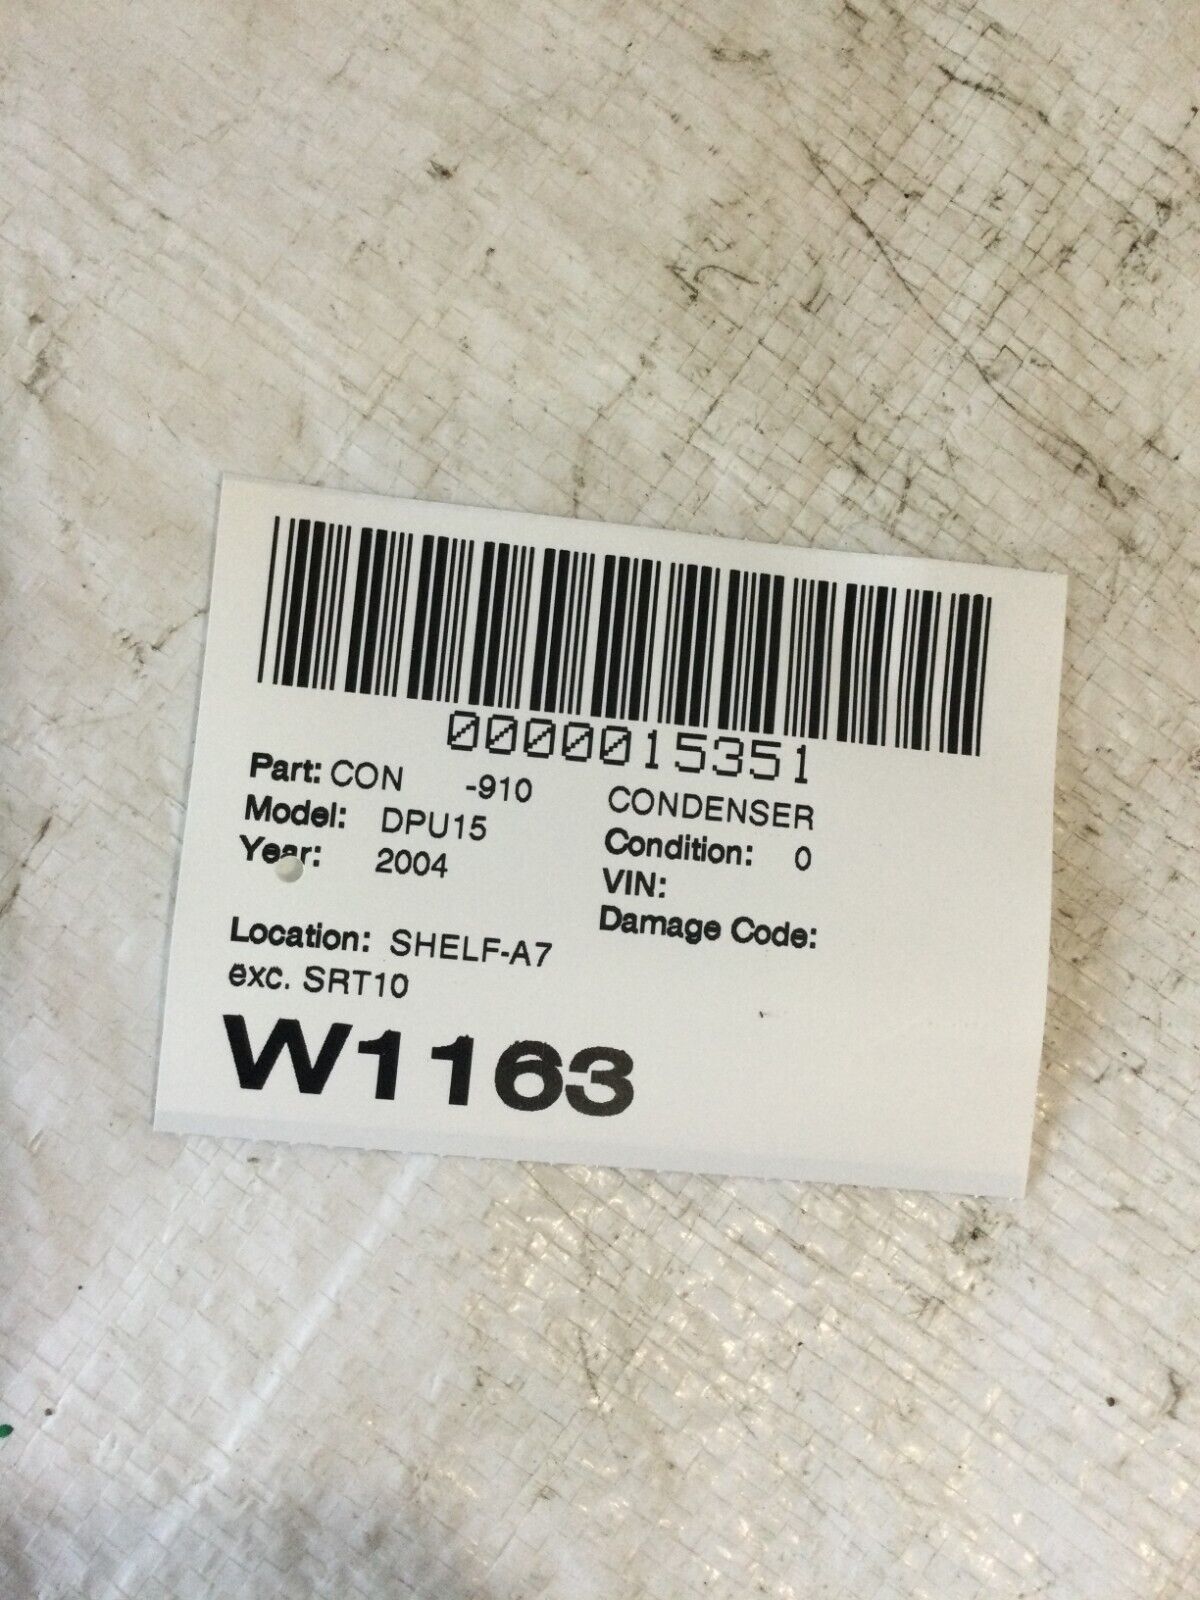 0000015351
Part: CON -910 CONDENSER
Model: DPU15 Condition: 0
Year: 2004 VIN:
Damage Code:
Location: SHELF-A7
exc. SRT10
W1163